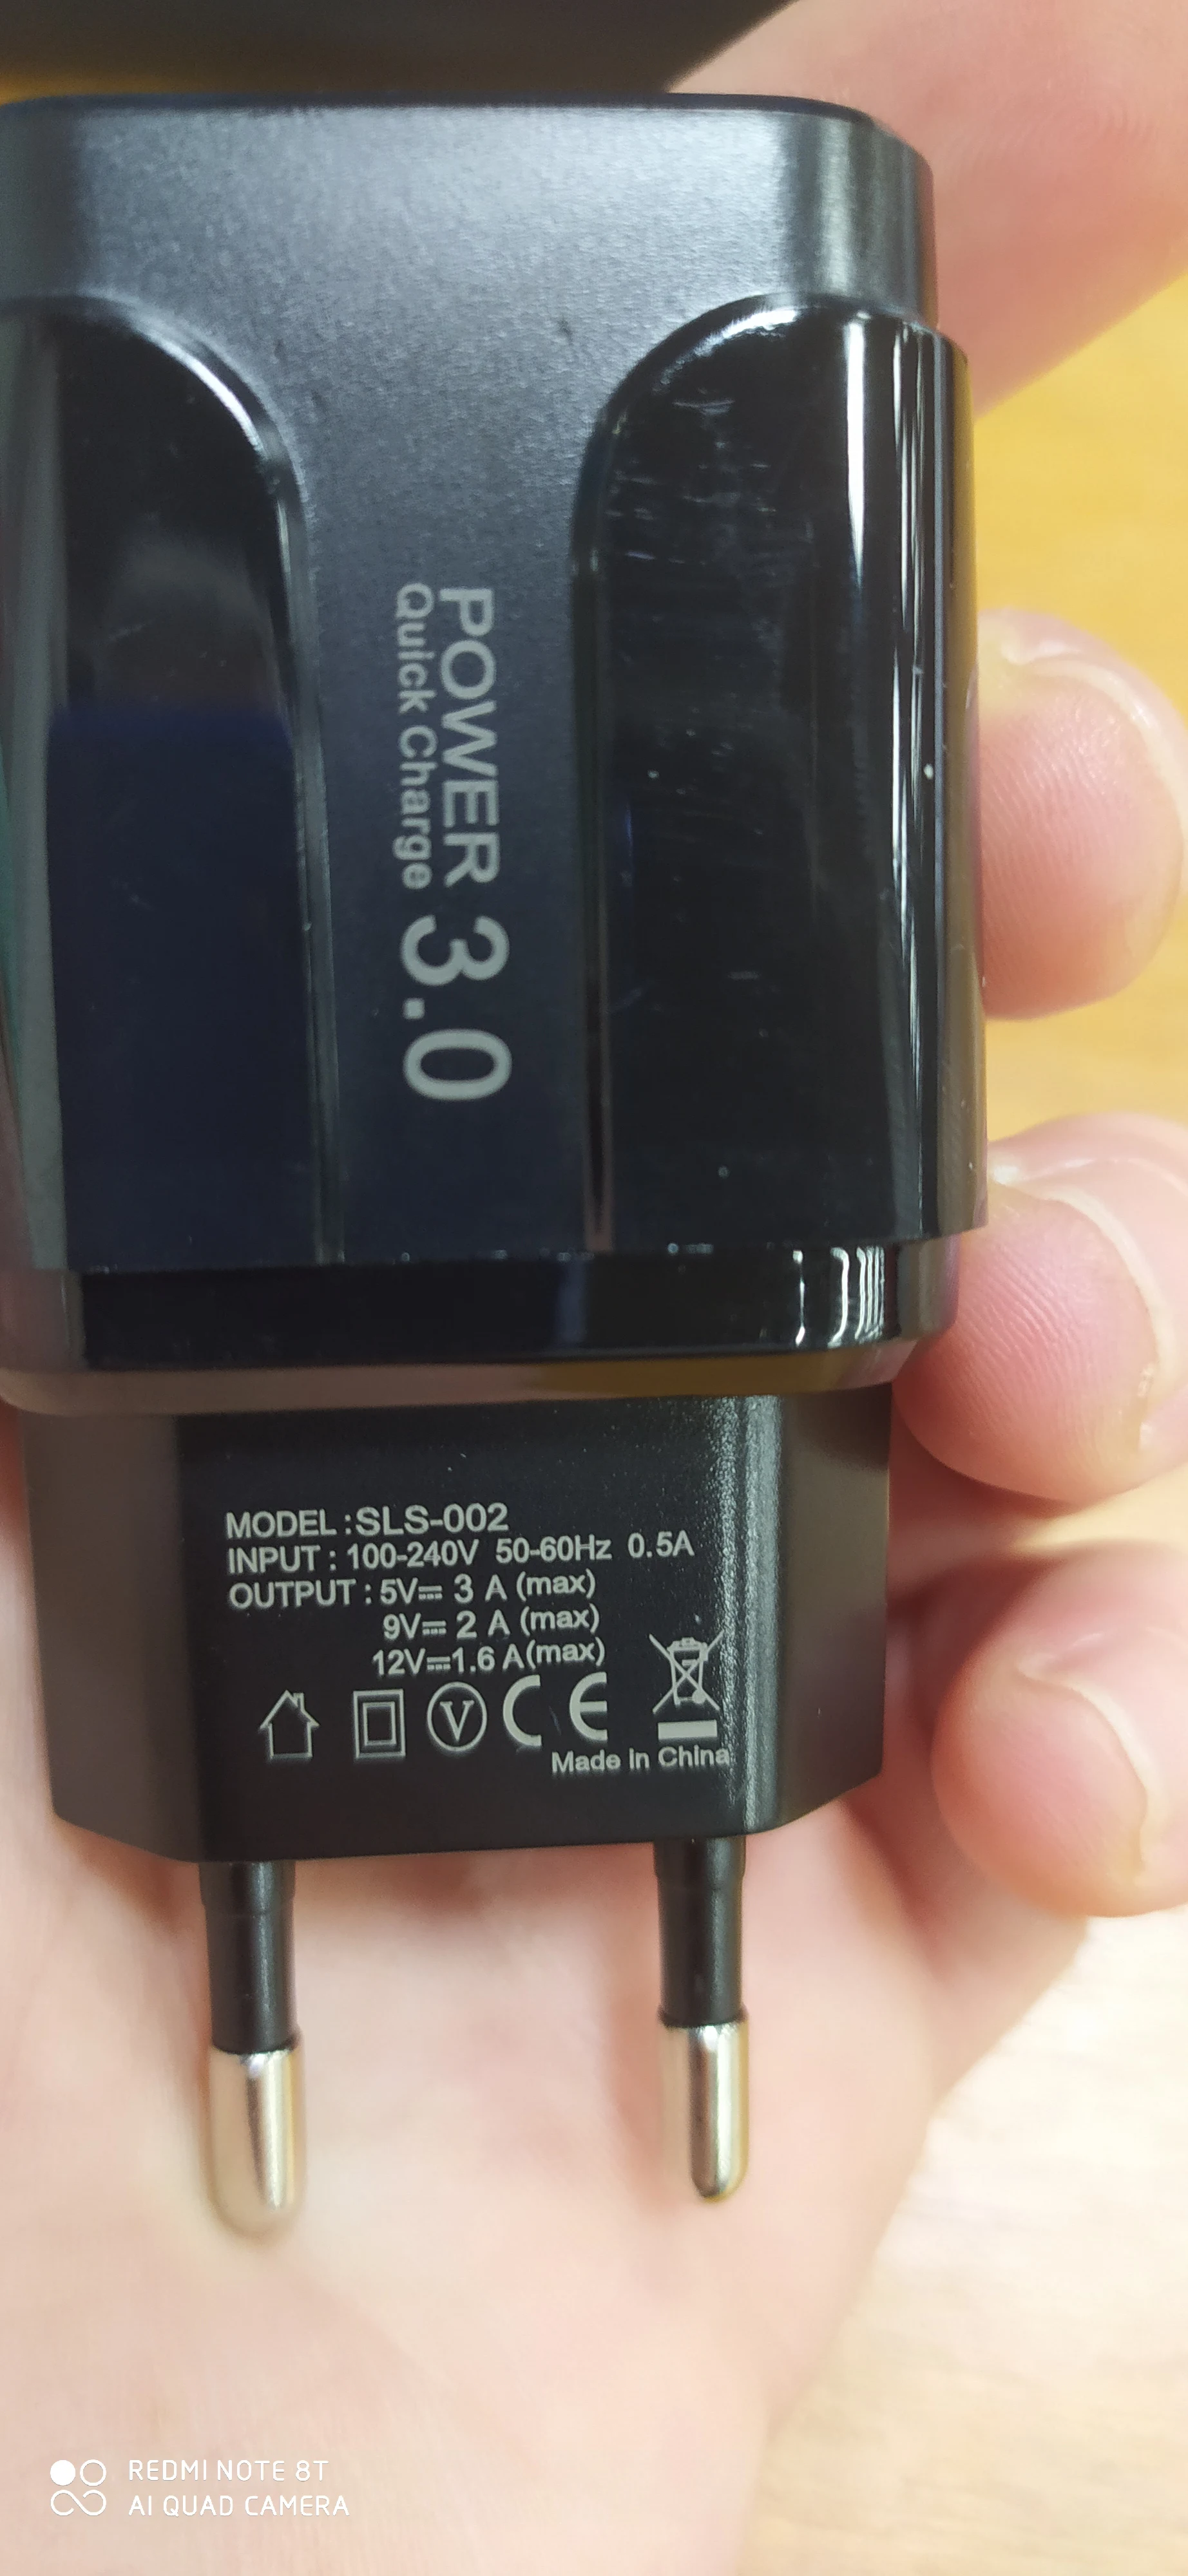 POWER 3.0
Quick Charge
MODEL :SLS-002
INPUT : 100-240V 50-60Hz 0.5A
OUTPUT : 5V⎓ 3 A (max)
9V⎓ 2 A (max)
12V⎓1.6 A(max)
V CE
Made in China
REDMI NOTE 8T
AI QUAD CAMERA